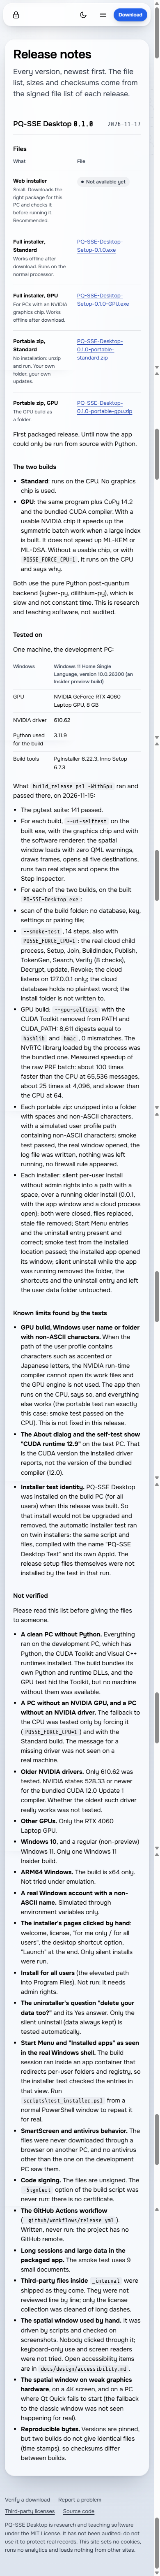 Download
Release notes
Every version, newest first. The file
list, sizes and checksums come from
the signed file list of each release.
PQ-SSE Desktop 0.1.0 2026-11-17
Files
What File
Web installer
Small. Downloads the
right package for this
PC and checks it
before running it.
Recommended.
Not available yet
Full installer,
Standard
Works offline after
download. Runs on the
normal processor.
PQ-SSE-Desktop-
Setup-0.1.0.exe
Full installer, GPU
For PCs with an NVIDIA
graphics chip. Works
offline after download.
PQ-SSE-Desktop-
Setup-0.1.0-GPU.exe
Portable zip,
Standard
No installation: unzip
and run. Your own
folder, your own
updates.
PQ-SSE-Desktop-
0.1.0-portable-
standard.zip
Portable zip, GPU
The GPU build as
a folder.
PQ-SSE-Desktop-
0.1.0-portable-gpu.zip
First packaged release. Until now the app
could only be run from source with Python.
The two builds
Standard: runs on the CPU. No graphics
chip is used.
GPU: the same program plus CuPy 14.2
and a bundled CUDA compiler. With a
usable NVIDIA chip it speeds up the
symmetric batch work when a large index
is built. It does not speed up ML-KEM or
ML-DSA. Without a usable chip, or with
PQSSE_FORCE_CPU=1 , it runs on the CPU
and says why.
Both use the pure Python post-quantum
backend (kyber-py, dilithium-py), which is
slow and not constant time. This is research
and teaching software, not audited.
Tested on
One machine, the development PC:
Windows Windows 11 Home Single
Language, version 10.0.26300 (an
Insider preview build)
GPU NVIDIA GeForce RTX 4060
Laptop GPU, 8 GB
NVIDIA driver 610.62
Python used
for the build
3.11.9
Build tools PyInstaller 6.22.3, Inno Setup
6.7.3
What build_release.ps1 -WithGpu ran and
passed there, on 2026-11-15:
The pytest suite: 141 passed.
For each build, --ui-selftest on the
built exe, with the graphics chip and with
the software renderer: the spatial
window loads with zero QML warnings,
draws frames, opens all five destinations,
runs two real steps and opens the
Step Inspector.
For each of the two builds, on the built
PQ-SSE-Desktop.exe :
scan of the build folder: no database, key,
settings or pairing file;
--smoke-test , 14 steps, also with
PQSSE_FORCE_CPU=1 : the real cloud child
process, Setup, Join, Buildindex, Publish,
TokenGen, Search, Verify (8 checks),
Decrypt, update, Revoke; the cloud
listens on 127.0.0.1 only; the cloud
database holds no plaintext word; the
install folder is not written to.
GPU build: --gpu-selftest with the
CUDA Toolkit removed from PATH and
CUDA_PATH: 8,611 digests equal to
hashlib and hmac , 0 mismatches. The
NVRTC library loaded by the process was
the bundled one. Measured speedup of
the raw PRF batch: about 100 times
faster than the CPU at 65,536 messages,
about 25 times at 4,096, and slower than
the CPU at 64.
Each portable zip: unzipped into a folder
with spaces and non-ASCII characters,
with a simulated user profile path
containing non-ASCII characters: smoke
test passed, the real window opened, the
log file was written, nothing was left
running, no firewall rule appeared.
Each installer: silent per-user install
without admin rights into a path with a
space, over a running older install (0.1.0,
with the app window and a cloud process
open): both were closed, files replaced,
stale file removed; Start Menu entries
and the uninstall entry present and
correct; smoke test from the installed
copy; uninstall while the app was
running: closed, files removed, the
shortcuts and the uninstall entry and left
the user data folder untouched.
Known limits found by the tests
GPU build, Windows user name or folder
with non-ASCII characters. When the
path of the user profile contains
characters such as accented or
Japanese letters, the NVIDIA run-time
compiler cannot open its work files and
the GPU engine is not used. The app then
runs on the CPU, says so, and everything
else works (the portable test ran exactly
this case: smoke test passed on the
CPU). This is not fixed in this release.
The About dialog and the self-test show
"CUDA runtime 12.9" on the test PC. That
is the CUDA version the installed driver
reports, not the version of the bundled
compiler (12.0).
Installer test identity. PQ-SSE Desktop
was installed on the build PC (for all
users) when this release was built. So
that install would not be upgraded and
not removed, the automatic installer test
ran on test installers from the same
files, compiled with the name "PQ-SSE
Desktop Test" and its own AppId. The
release setup files themselves were not
installed by the test in that run.
Not verified
Please read this list before giving the files
to someone.
A clean PC without Python. Everything
ran on the development PC, which has
Python, the CUDA Toolkit and Visual C++
runtimes installed. The build bundles its
own Python and runtime DLLs, and the
GPU test hid the Toolkit, but no machine
without them was available.
A PC without an NVIDIA GPU, and a PC
without an NVIDIA driver. The fallback to
the CPU was tested only by forcing it
( PQSSE_FORCE_CPU=1 ) and with the
Standard build. The message for a
missing driver was not seen on a
real machine.
Older NVIDIA drivers. Only 610.62 was
tested. NVIDIA states 528.33 or newer
for the bundled CUDA 12.0 Update 1
compiler. Whether the oldest such driver
really works was not tested.
Other GPUs. Only the RTX 4060
Laptop GPU.
Windows 10, and a regular (non-preview)
Windows 11. Only one Windows 11
Insider build.
ARM64 Windows. The build is x64 only.
Not tried under emulation.
A real Windows account with a non-
ASCII name. Simulated through
environment variables only.
The installer's pages clicked by hand:
welcome, license, "for me only / for all
users", the desktop shortcut option,
"Launch" at the end. Only silent installs
were run.
Install for all users (the elevated path
into Program Files). Not run: it needs
admin rights.
The uninstaller's question "delete your
data too?" and its Yes answer. Only the
silent uninstall (data always kept) is
tested automatically.
Start Menu and "Installed apps" as seen
in the real Windows shell. The build
session ran inside an app container that
redirects per-user folders and registry, so
the installer test checked the entries in
that view. Run
scripts\test_installer.ps1 from a
normal PowerShell window to repeat it
for real.
SmartScreen and antivirus behavior. The
files were never downloaded through a
browser on another PC, and no antivirus
other than the one on the development
PC saw them.
Code signing. The files are unsigned. The
-SignCert option of the build script was
never run: there is no certificate.
The GitHub Actions workflow
( .github/workflows/release.yml ).
Written, never run: the project has no
GitHub remote.
Long sessions and large data in the
packaged app. The smoke test uses 9
small documents.
Third-party files inside _internal were
shipped as they come. They were not
reviewed line by line; only the license
collection was cleaned of long dashes.
The spatial window used by hand. It was
driven by scripts and checked on
screenshots. Nobody clicked through it;
keyboard-only use and screen readers
were not tried. Open accessibility items
are in docs/design/accessibility.md .
The spatial window on weak graphics
hardware, on a 4K screen, and on a PC
where Qt Quick fails to start (the fallback
to the classic window was not seen
happening for real).
Reproducible bytes. Versions are pinned,
but two builds do not give identical files
(time stamps), so checksums differ
between builds.
Verify a download Report a problem
Third-party licenses Source code
PQ-SSE Desktop is research and teaching software
under the MIT License. It has not been audited: do not
use it to protect real records. This site sets no cookies,
runs no analytics and loads nothing from other sites.